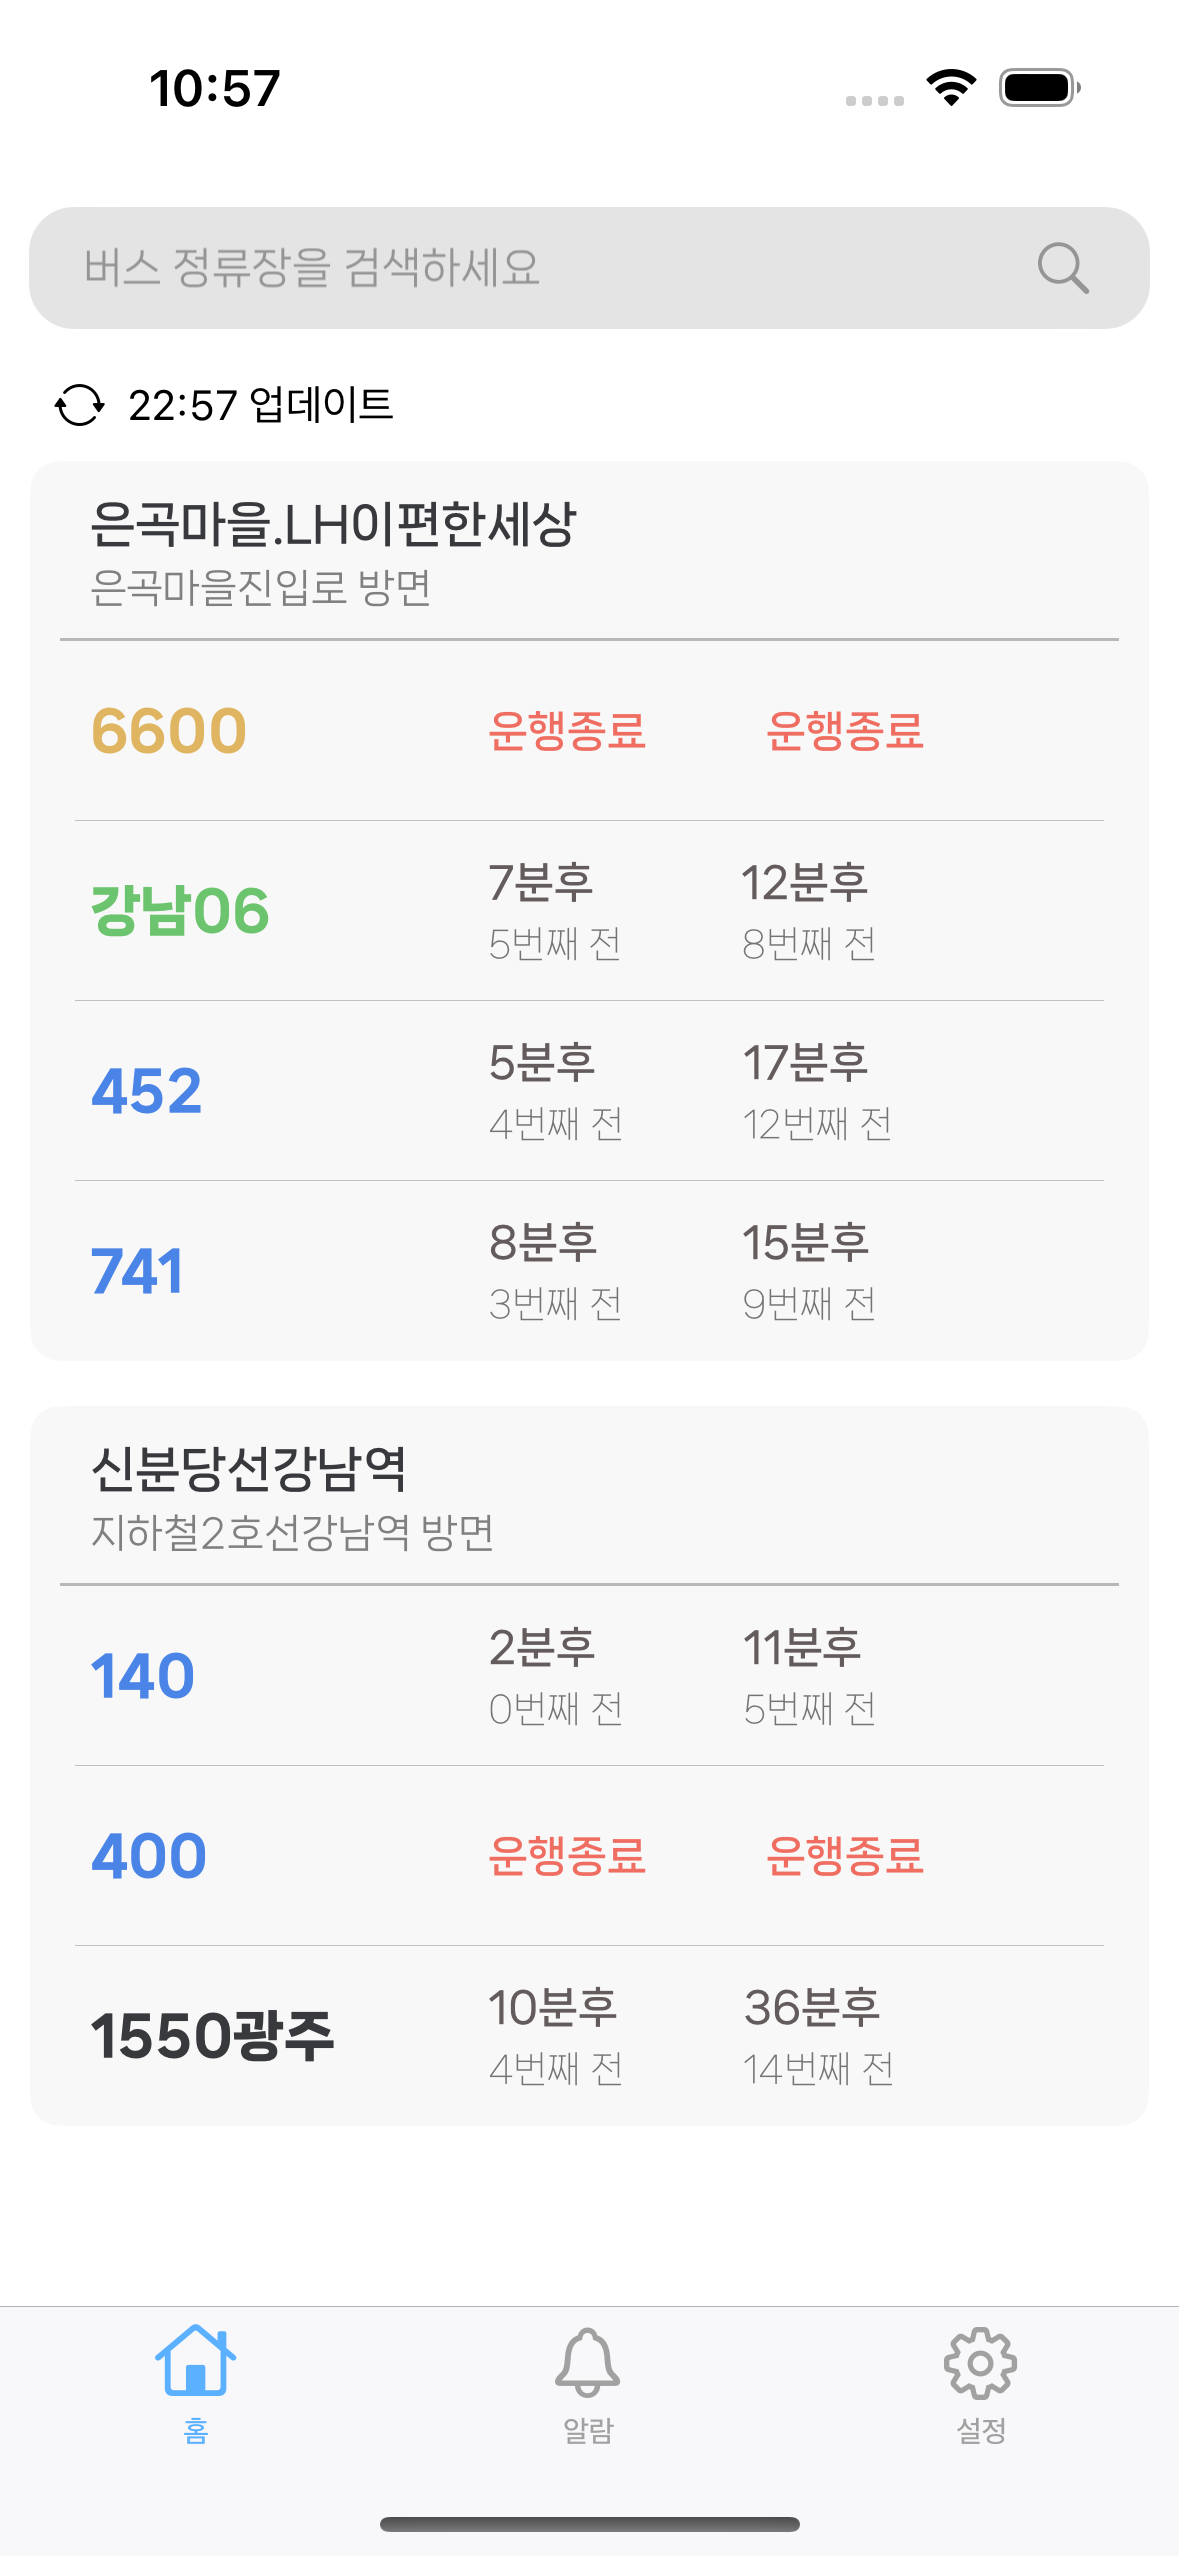 10:57
버스 정류장을 검색하세요
22:57 업데이트
은곡마을.LH이편한세상
은곡마을진입로 방면
6600 운행종료 운행종료
강남06 7분후 12분후
5번째 전 8번째 전
452 5분후 17분후
4번째 전 12번째 전
741 8분후 15분후
3번째 전 9번째 전
신분당선강남역
지하철2호선강남역 방면
140 2분후 11분후
0번째 전 5번째 전
400 운행종료 운행종료
1550광주 10분후 36분후
4번째 전 14번째 전
홈 알람 설정